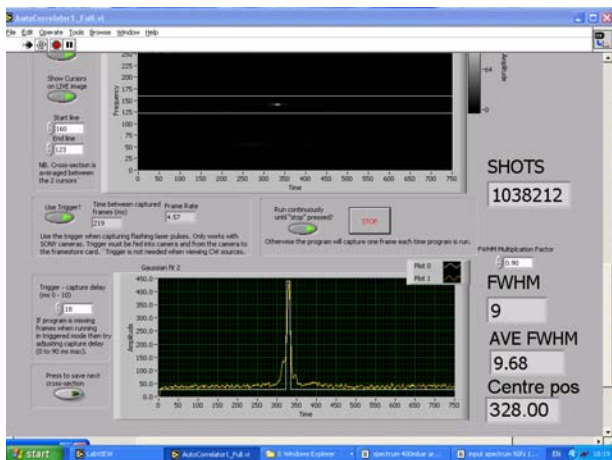 AutoCorrelator1_Full.vi
File Edit Operate Tools Browse Window Help
Show Cursors
on LIVE image
Start line
160
End line
123
NB. Cross-section is
averaged between
the 2 cursors
Frequency
225
200
175
150
125
100
75
50
25
0
0 50 100 150 200 250 300 350 400 450 500 550 600 650 700 750
Time
Amplitude
-64
-0
SHOTS
1038212
Use Trigger?
Time between captured
frames (ms)
219
Frame Rate
4.57
Use the trigger when capturing flashing laser pulses. Only works with
SONY cameras. Trigger must be fed into camera and from the camera to
the framestore card. Trigger is not needed when viewing CW sources.
Run continuously
until "stop" pressed?
STOP
Otherwise the program will capture one frame each time program is run.
FWHM Multiplication Factor
0.90
FWHM
9
AVE FWHM
9.68
Centre pos
328.00
Trigger - capture delay
(ms 0 - 10)
18
If program is missing
frames when running
in triggered mode then try
adjusting capture delay
(0 to 90 ms max).
Press to save next
cross-section
Gaussian fit 2
Plot 0
Plot 1
Amplitude
450.0
400.0
350.0
300.0
250.0
200.0
150.0
100.0
50.0
0.0
0 50 100 150 200 250 300 350 400 450 500 550 600 650 700 750
Time
start
LabVIEW
AutoCorrelator1_Full.vi
5 Windows Explorer
spectrum 400mbar ar...
input spectrum 50fs 1...
EN
18:19